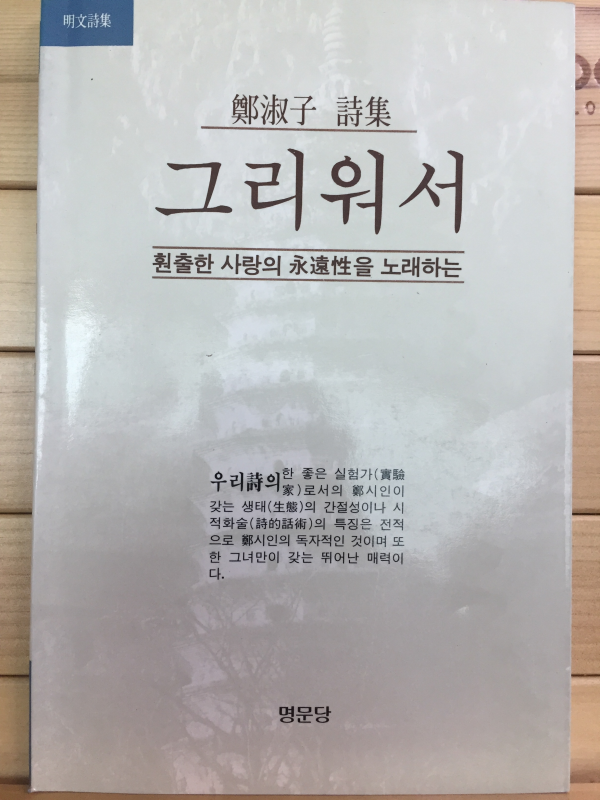 明文詩集
鄭淑子 詩集
그리워서
훤출한 사랑의 永遠性을 노래하는
우리詩의 한 좋은 실험가(實驗
家)로서의 鄭시인이
갖는 생태(生態)의 간절성이나 시
적화술(詩的話術)의 특징은 전적
으로 鄭시인의 독자적인 것이며 또
한 그녀만이 갖는 뛰어난 매력이
다.
명문당